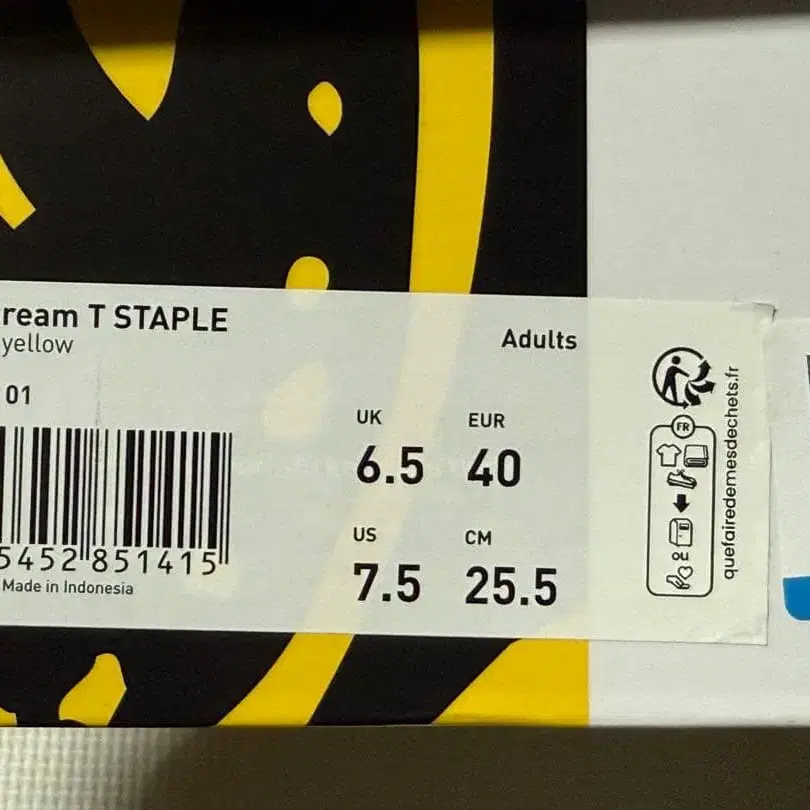 ream T STAPLE
yellow
Adults
01
UK
EUR
6.5
40
US
CM
7.5
25.5
5452 851415
Made in Indonesia
FR
ou
quefairedemesdechets.fr